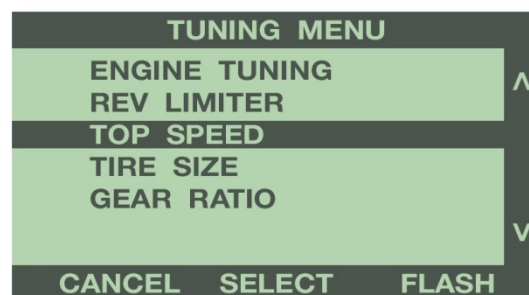 TUNING MENU
ENGINE TUNING
REV LIMITER
TOP SPEED
TIRE SIZE
GEAR RATIO
CANCEL SELECT FLASH